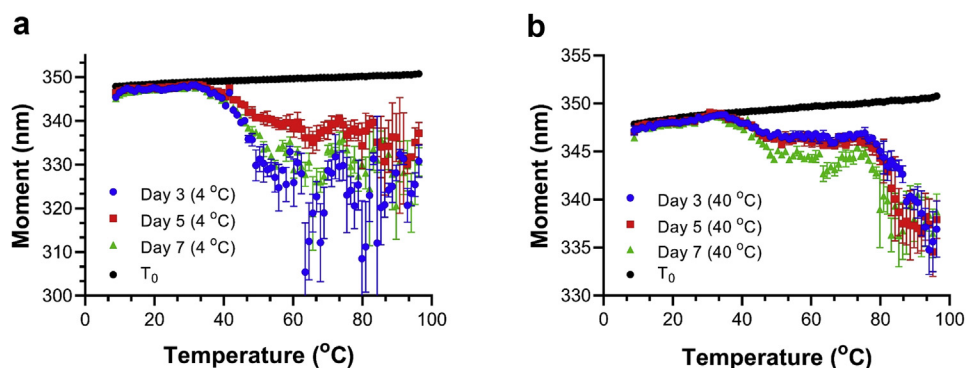 a
350
340
330
320
310
300
Moment (nm)
Day 3 (4 °C)
Day 5 (4 °C)
Day 7 (4 °C)
T₀
0 20 40 60 80 100
Temperature (°C)
b
355
350
345
340
335
330
Moment (nm)
Day 3 (40 °C)
Day 5 (40 °C)
Day 7 (40 °C)
T₀
0 20 40 60 80 100
Temperature (°C)